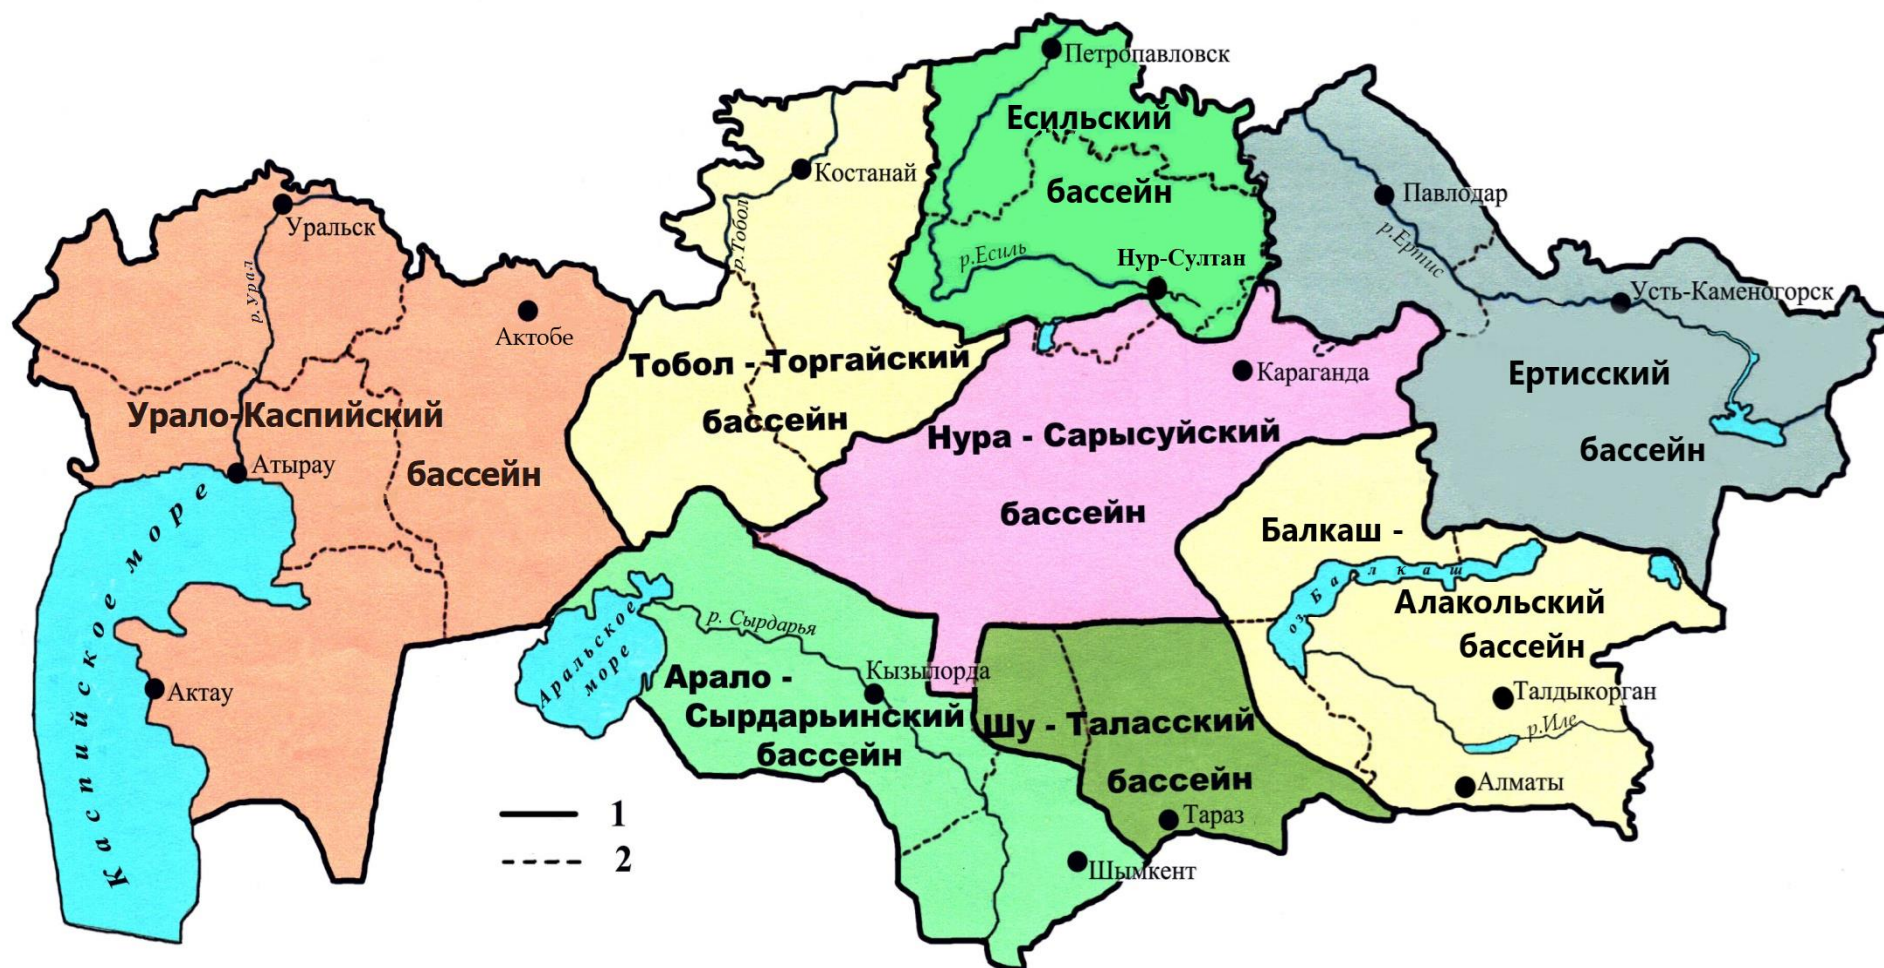 Петропавловск
Есильский
бассейн
Костанай
р.Тобол
Павлодар
р.Ертис
Уральск
р.Урал
р.Есиль
Нур-Султан
Усть-Каменогорск
Актобе
Тобол - Торгайский
бассейн
Караганда
Ертисский
бассейн
Урало-Каспийский
бассейн
Атырау
Нура - Сарысуйский
бассейн
Каспийское море
Балкаш -
Алакольский
бассейн
оз Балкаш
Аральское
море
р. Сырдарья
Кызылорда
Арало -
Сырдарьинский
бассейн
Актау
Талдыкорган
р.Иле
Шу - Таласский
бассейн
Алматы
Тараз
Шымкент
1
2